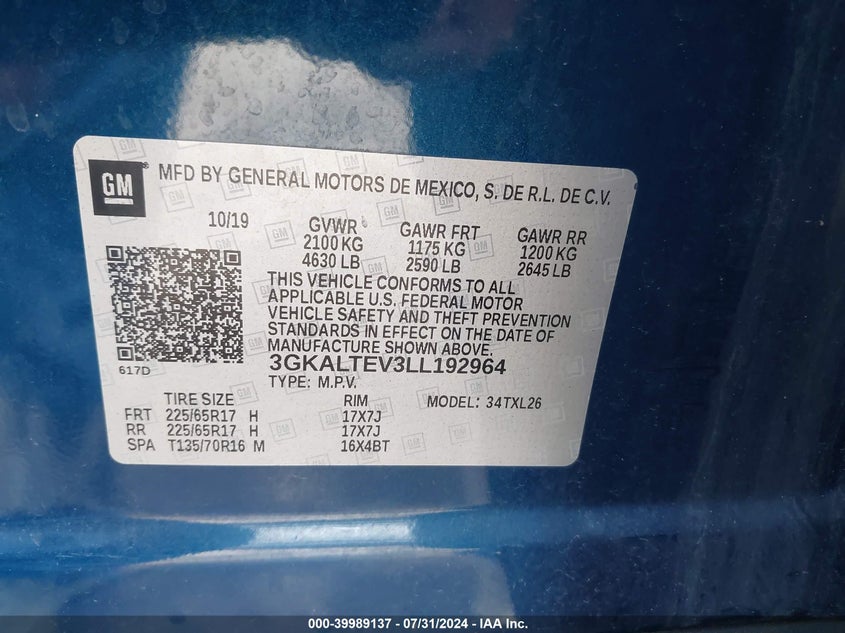 GM
MFD BY GENERAL MOTORS DE MEXICO, S. DE R.L. DE C.V.
10/19 GVWR GAWR FRT GAWR RR
2100 KG 1175 KG 1200 KG
4630 LB 2590 LB 2645 LB
THIS VEHICLE CONFORMS TO ALL
APPLICABLE U.S. FEDERAL MOTOR
VEHICLE SAFETY AND THEFT PREVENTION
STANDARDS IN EFFECT ON THE DATE OF
MANUFACTURE SHOWN ABOVE.
617D 3GKALTEV3LL192964
TYPE: M.P.V.
TIRE SIZE RIM MODEL: 34TXL26
FRT 225/65R17 H 17X7J
RR 225/65R17 H 17X7J
SPA T135/70R16 M 16X4BT
000-39989137 - 07/31/2024 - IAA Inc.